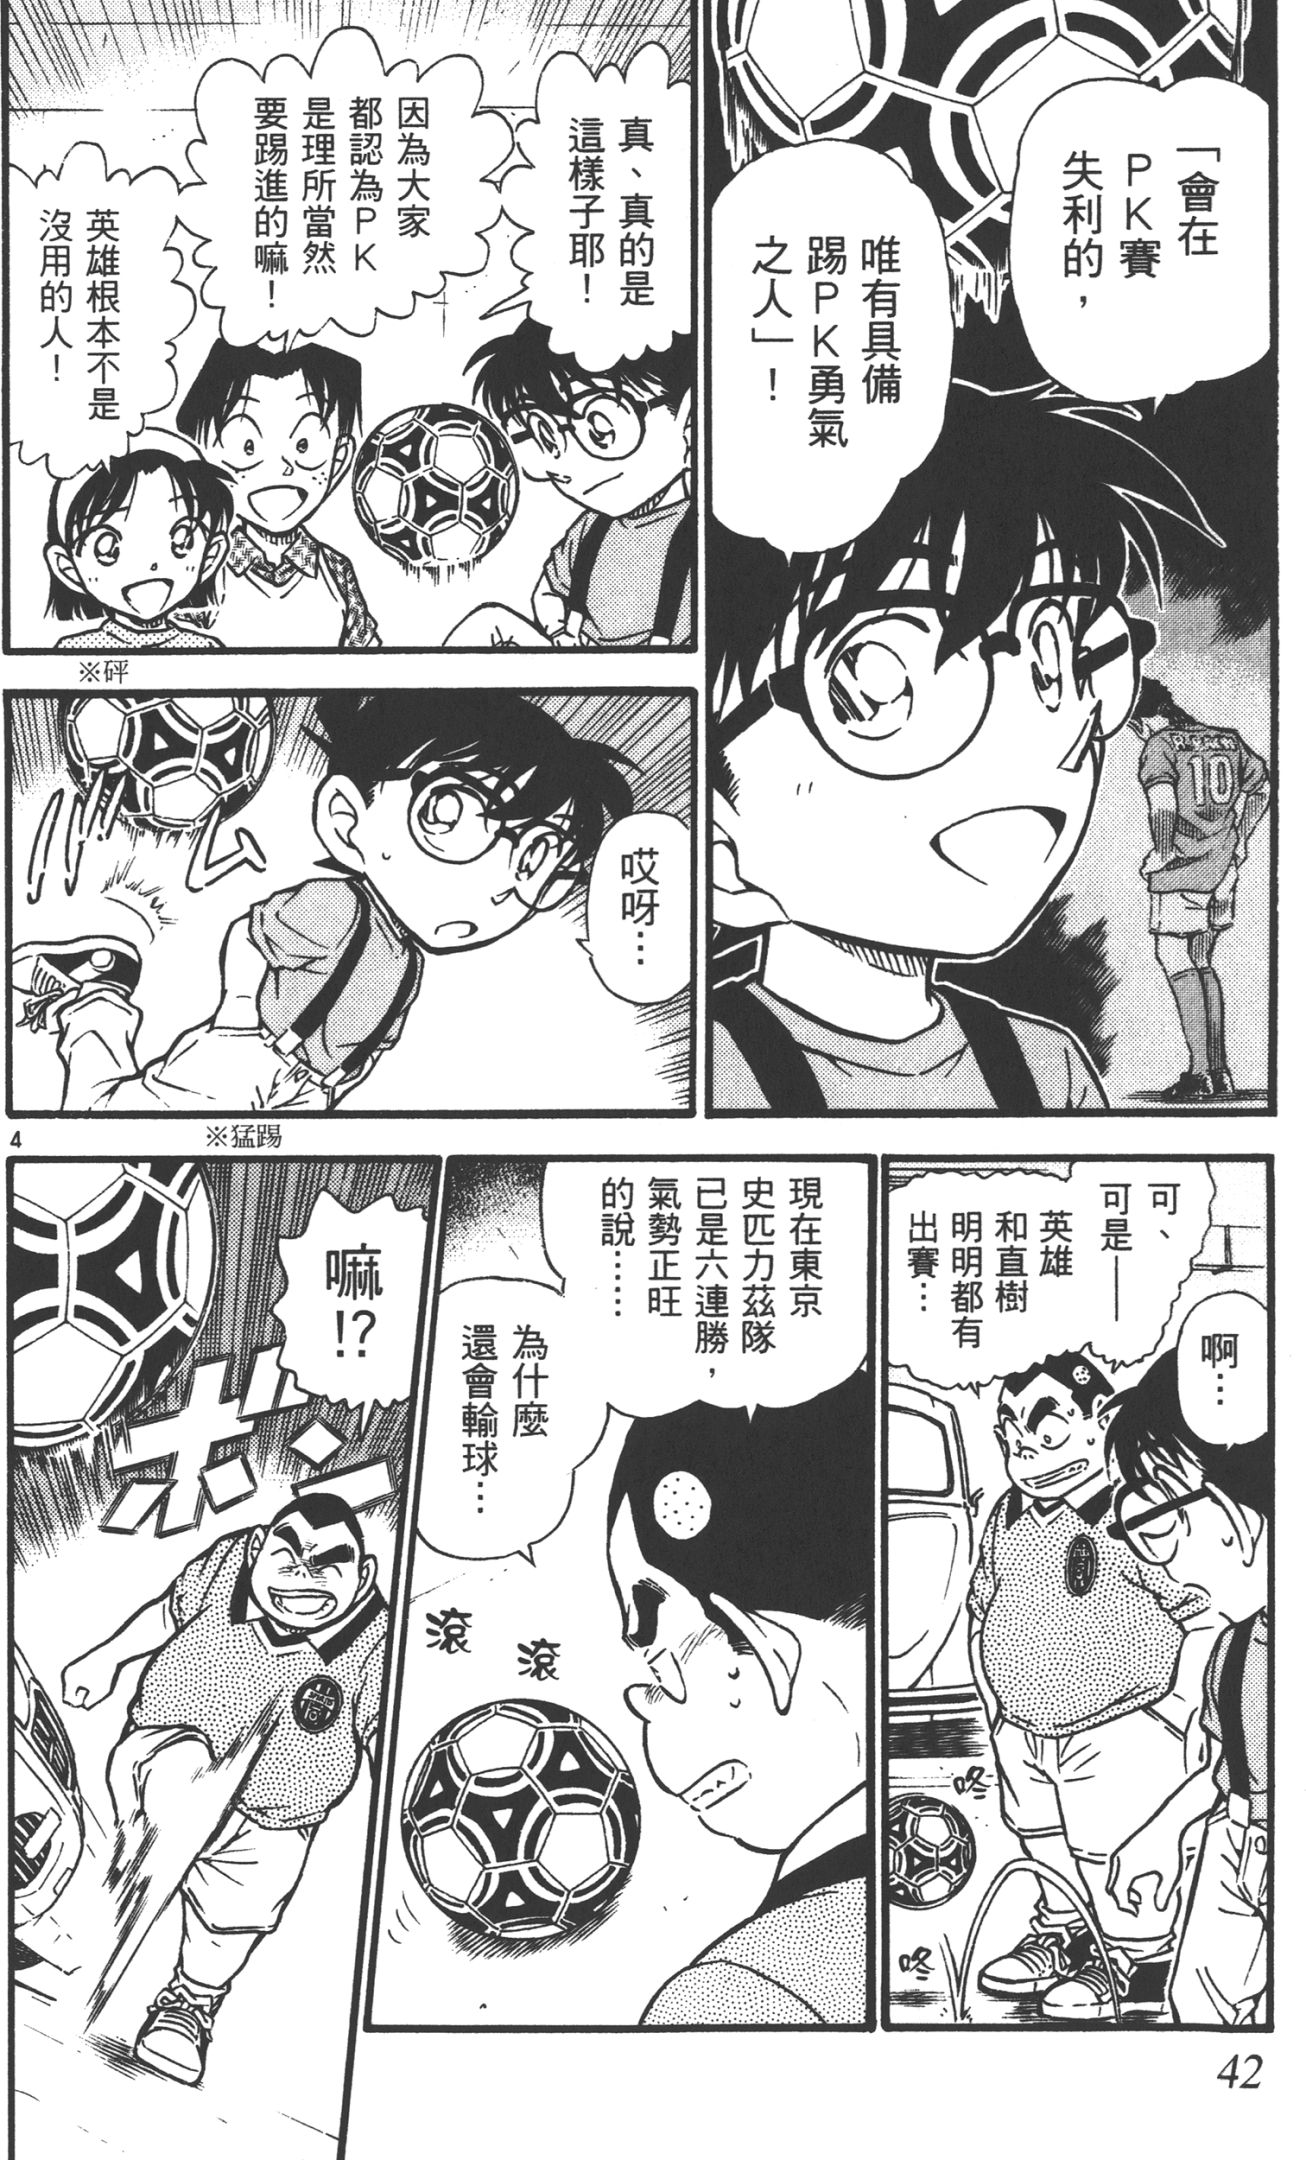 「會在
ＰＫ賽
失利的，
唯有具備
踢ＰＫ勇氣
之人」！
真、真的是
這樣子耶！
因為大家
都認為ＰＫ
是理所當然
要踢進的嘛！
英雄根本不是
沒用的人！
※砰
10
哎呀…
※猛踢
4
可、
可是——
英雄
和直樹
明明都有
出賽…
啊…
咚
咚
現在東京
史匹力茲隊
已是六連勝，
氣勢正旺
的說……
為什麼
還會輸球…
滾
滾
嘛!?
42